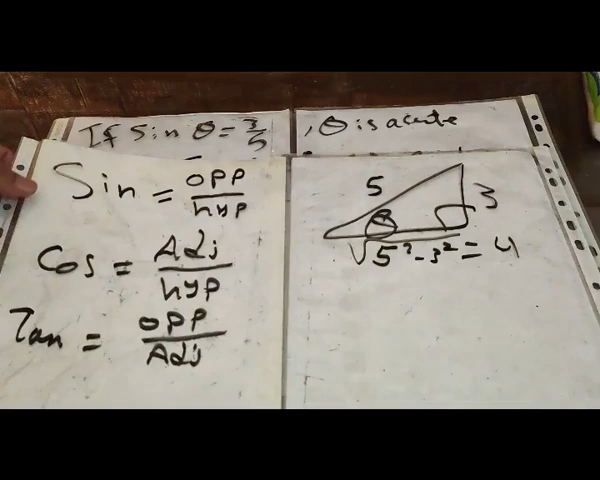 If Sin θ = 3/5 , θ is acute
Sin = opp/hyp
Cos = Adj/hyp
Tan = opp/Adj
5
3
θ
√5²-3² = 4